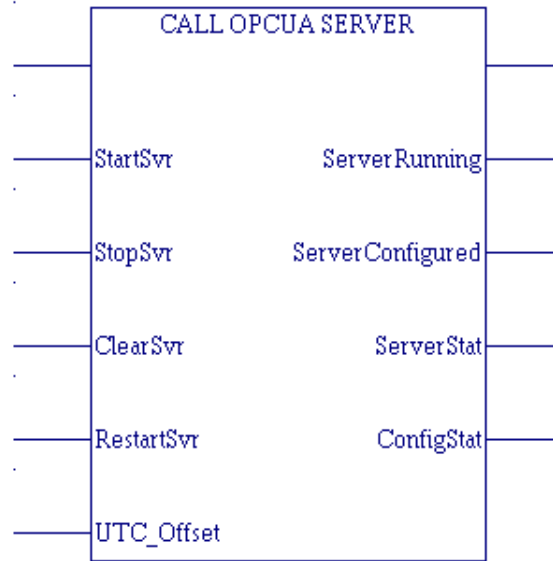 CALL OPCUA SERVER
StartSvr ServerRunning
StopSvr ServerConfigured
ClearSvr ServerStat
RestartSvr ConfigStat
UTC_Offset